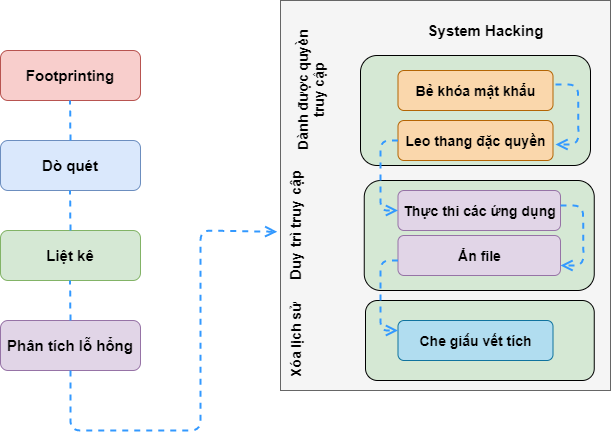 Footprinting
Dò quét
Liệt kê
Phân tích lỗ hổng
System Hacking
Dành được quyền
truy cập
Bẻ khóa mật khẩu
Leo thang đặc quyền
Duy trì truy cập
Thực thi các ứng dụng
Ẩn file
Xóa lịch sử
Che giấu vết tích